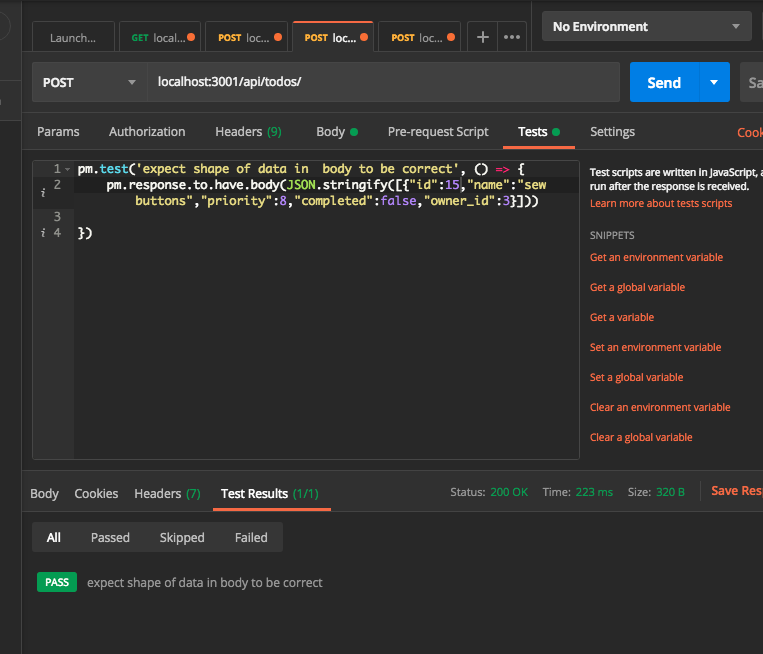 Launch...
GET local...
POST loc...
POST loc...
POST loc...
No Environment
POST
localhost:3001/api/todos/
Send
Sa
Params
Authorization
Headers (9)
Body
Pre-request Script
Tests
Settings
Cook
1 pm.test('expect shape of data in  body to be correct', () => {
i 2 pm.response.to.have.body(JSON.stringify([{"id":15,"name":"sew
buttons","priority":8,"completed":false,"owner_id":3}]))
3
i 4 })
Test scripts are written in JavaScript, a
run after the response is received.
Learn more about tests scripts
SNIPPETS
Get an environment variable
Get a global variable
Get a variable
Set an environment variable
Set a global variable
Clear an environment variable
Clear a global variable
Body
Cookies
Headers (7)
Test Results (1/1)
Status: 200 OK
Time: 223 ms
Size: 320 B
Save Res
All
Passed
Skipped
Failed
PASS expect shape of data in body to be correct